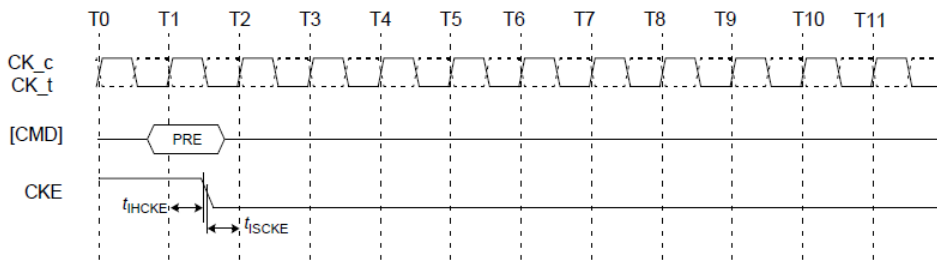 T0 T1 T2 T3 T4 T5 T6 T7 T8 T9 T10 T11
CK_c
CK_t
[CMD] PRE
CKE
tIHCKE
tISCKE